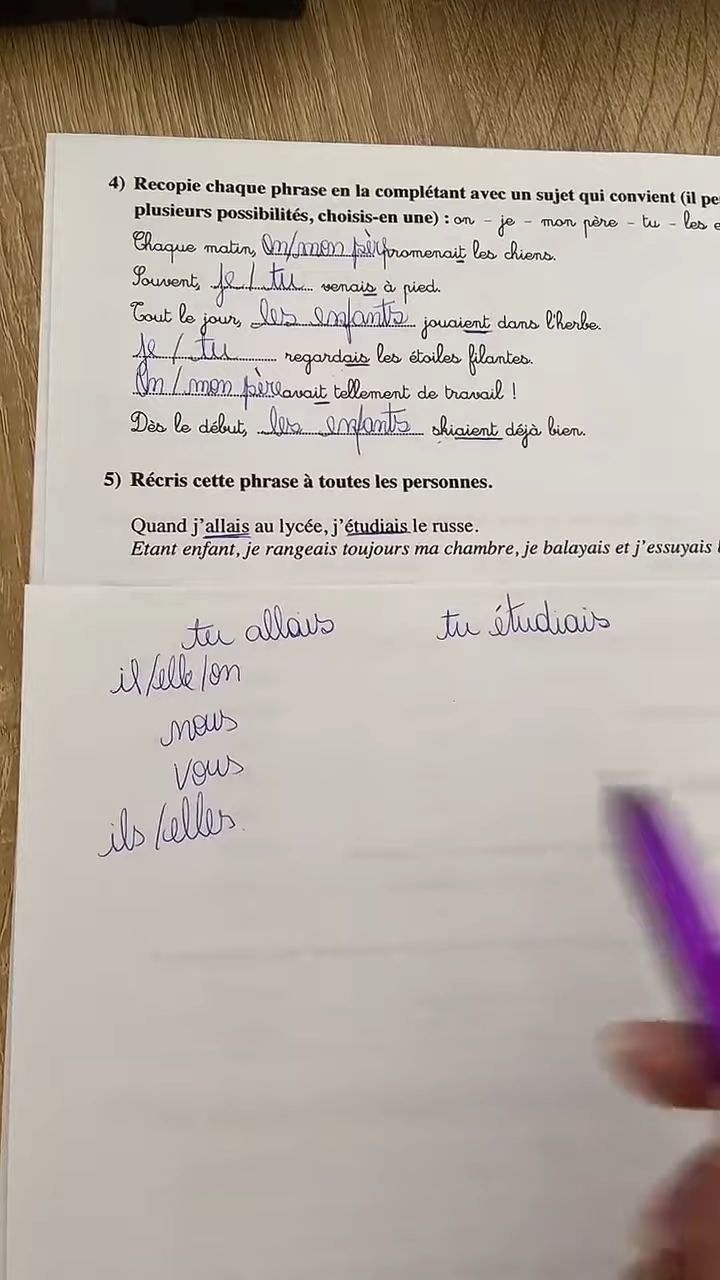 4) Recopie chaque phrase en la complétant avec un sujet qui convient (il
plusieurs possibilités, choisis-en une) : on - je - mon père - tu - les
Chaque matin, On/mon père promenait les chiens.
Souvent, je / tu venais à pied.
Tout le jour, les enfants jouaient dans l'herbe.
Je / tu regardais les étoiles filantes.
On / mon père avait tellement de travail !
Dès le début, les enfants skiaient déjà bien.
5) Récris cette phrase à toutes les personnes.
Quand j'allais au lycée, j'étudiais le russe.
Etant enfant, je rangeais toujours ma chambre, je balayais et j'essuyais
tu allais tu étudiais
il/elle/on
nous
vous
ils/elles